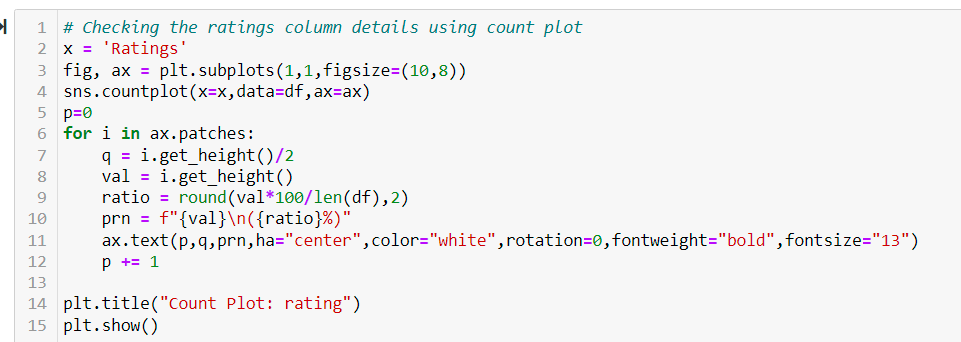 1 # Checking the ratings column details using count plot
2 x = 'Ratings'
3 fig, ax = plt.subplots(1,1,figsize=(10,8))
4 sns.countplot(x=x,data=df,ax=ax)
5 p=0
6 for i in ax.patches:
7     q = i.get_height()/2
8     val = i.get_height()
9     ratio = round(val*100/len(df),2)
10     prn = f"{val}\n({ratio}%)"
11     ax.text(p,q,prn,ha="center",color="white",rotation=0,fontweight="bold",fontsize="13")
12     p += 1
13
14 plt.title("Count Plot: rating")
15 plt.show()